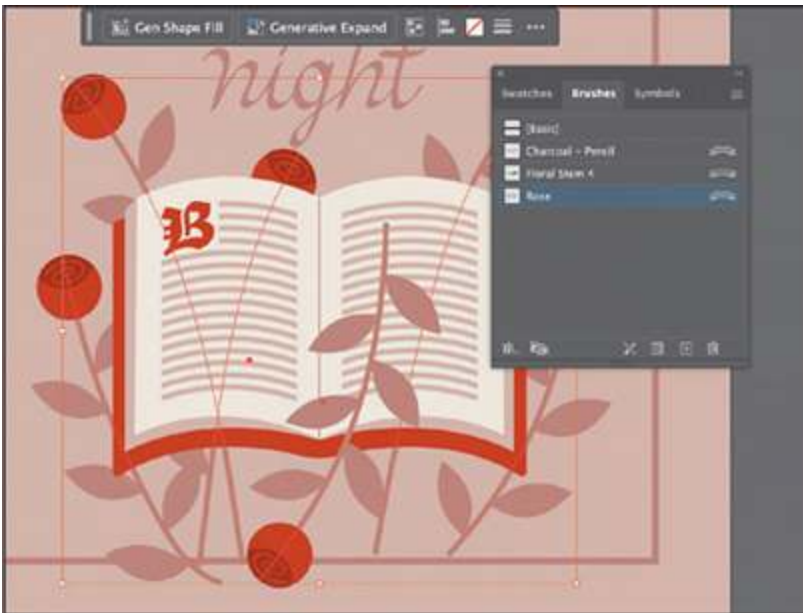 Gen Shape Fill Generative Expand
night
Swatches Brushes Symbols
[Basic]
Charcoal - Pencil
Floral Stem 4
Rose
B